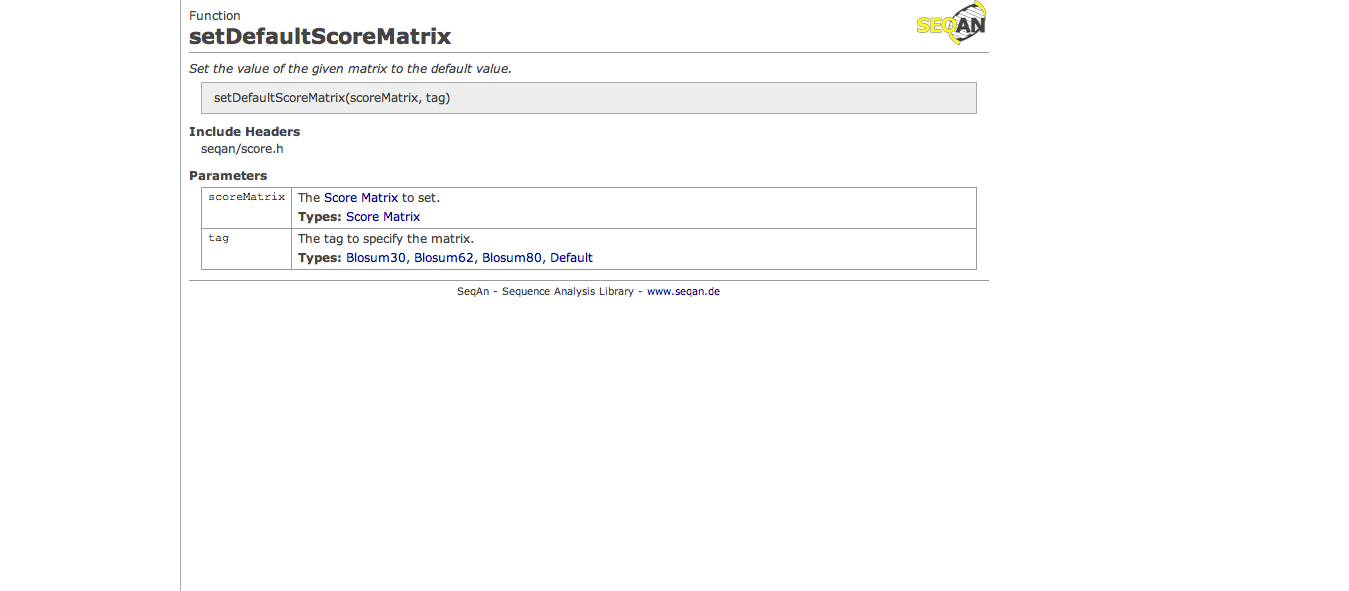 Function
SEQAN
setDefaultScoreMatrix
Set the value of the given matrix to the default value.
setDefaultScoreMatrix(scoreMatrix, tag)
Include Headers
seqan/score.h
Parameters
scoreMatrix The Score Matrix to set.
Types: Score Matrix
tag The tag to specify the matrix.
Types: Blosum30, Blosum62, Blosum80, Default
SeqAn - Sequence Analysis Library - www.seqan.de